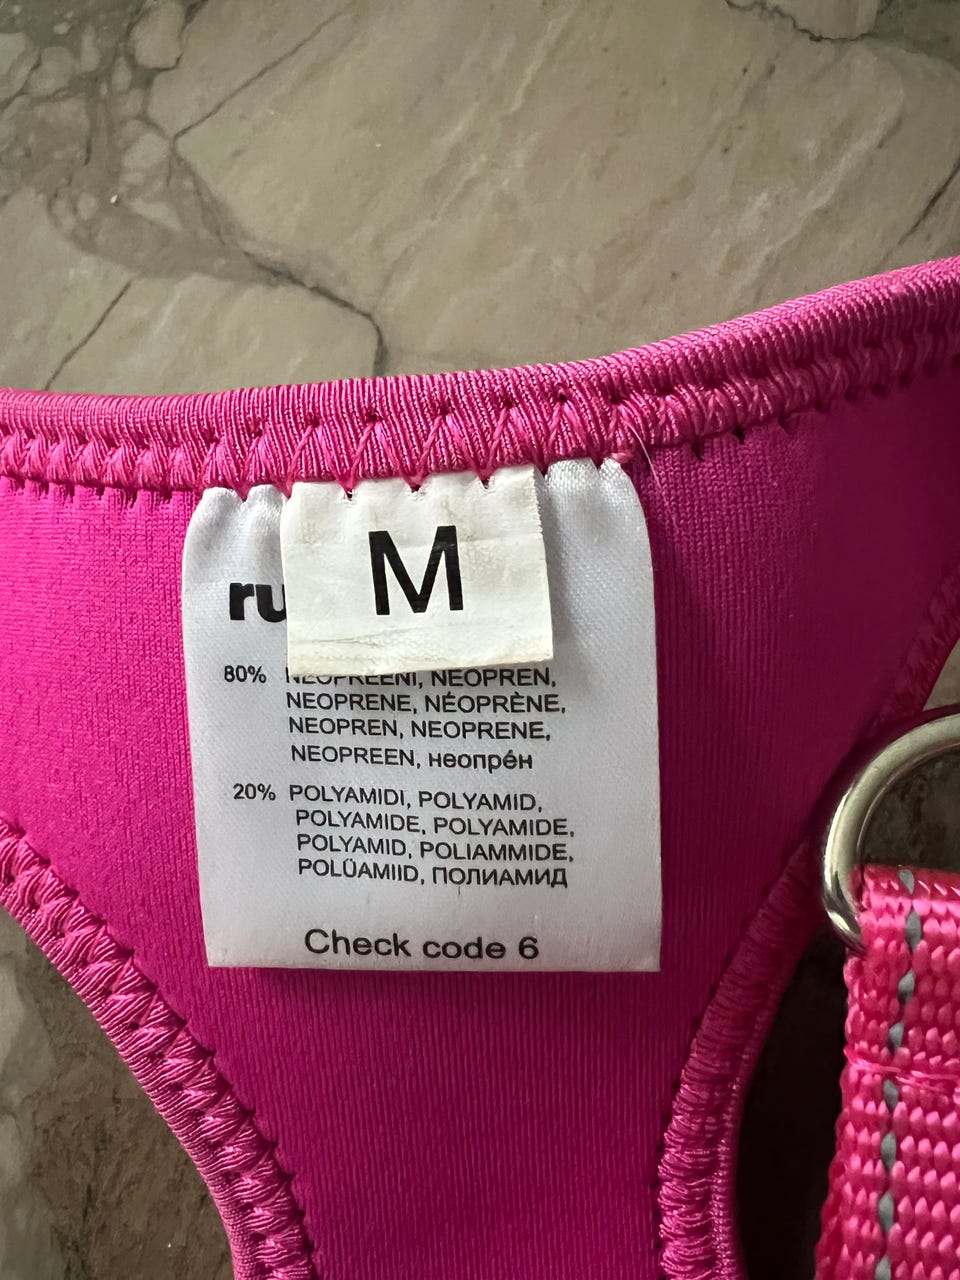 M
ru
80% NEOPREENI, NEOPREN,
NEOPRENE, NÉOPRÈNE,
NEOPREN, NEOPRENE,
NEOPREEN, неопрéн
20% POLYAMIDI, POLYAMID,
POLYAMIDE, POLYAMIDE,
POLYAMID, POLIAMMIDE,
POLÜAMIID, ПОЛИАМИД
Check code 6